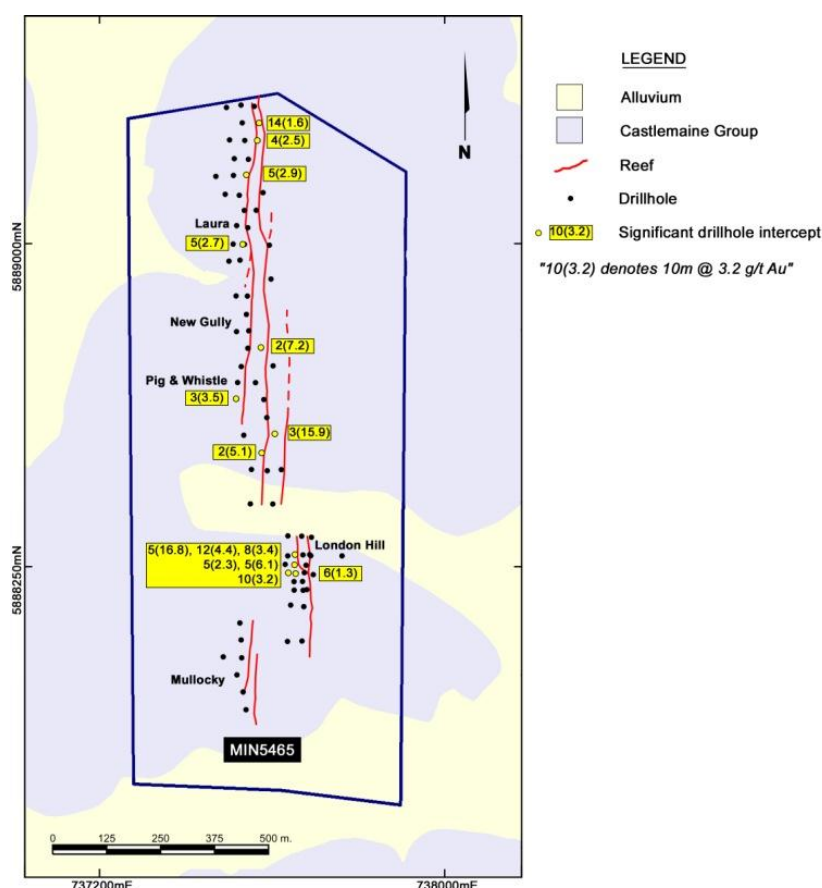 LEGEND
Alluvium
Castlemaine Group
Reef
Drillhole
10(3.2) Significant drillhole intercept
"10(3.2) denotes 10m @ 3.2 g/t Au"
N
14(1.6)
4(2.5)
5(2.9)
Laura
5(2.7)
5889000mN
New Gully
2(7.2)
Pig & Whistle
3(3.5)
3(15.9)
2(5.1)
London Hill
5(16.8), 12(4.4), 8(3.4)
5(2.3), 5(6.1)
10(3.2)
6(1.3)
5888250mN
Mullocky
MIN5465
0 125 250 375 500 m.
737200mE
738000mE